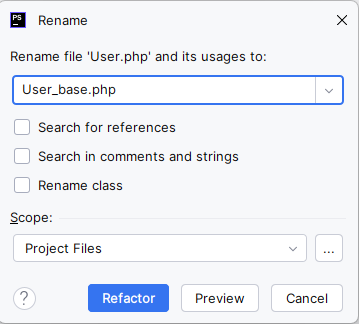 PS
Rename
Rename file 'User.php' and its usages to:
User_base.php
Search for references
Search in comments and strings
Rename class
Scope:
Project Files
...
?
Refactor
Preview
Cancel